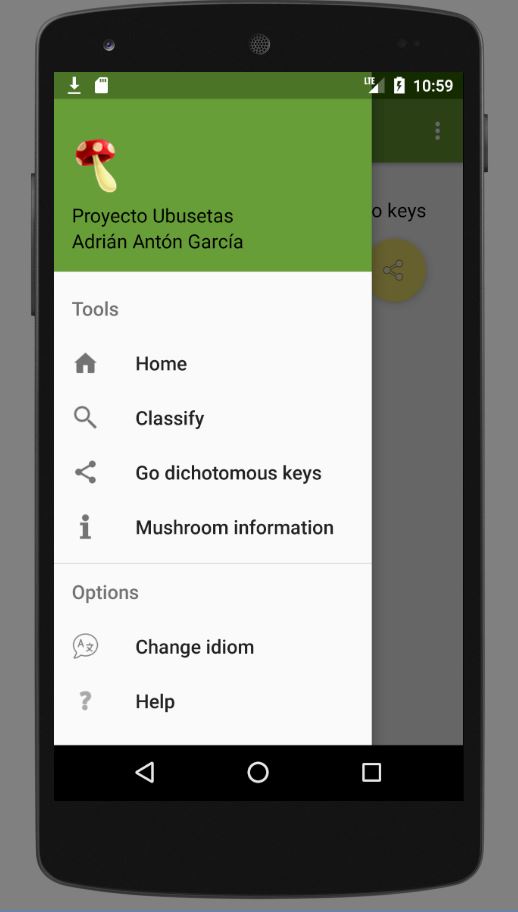 LTE 10:59
Proyecto Ubusetas
Adrián Antón García
o keys
Tools
Home
Classify
Go dichotomous keys
Mushroom information
Options
Change idiom
Help